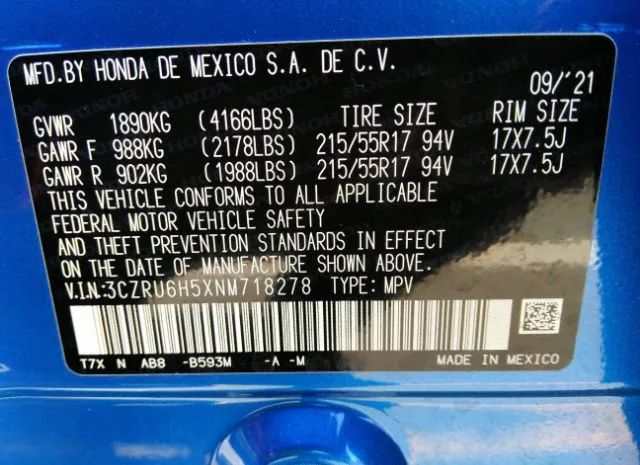 MFD.BY HONDA DE MEXICO S.A. DE C.V.
09/'21
GVWR 1890KG (4166LBS) TIRE SIZE RIM SIZE
GAWR F 988KG (2178LBS) 215/55R17 94V 17X7.5J
GAWR R 902KG (1988LBS) 215/55R17 94V 17X7.5J
THIS VEHICLE CONFORMS TO ALL APPLICABLE
FEDERAL MOTOR VEHICLE SAFETY
AND THEFT PREVENTION STANDARDS IN EFFECT
ON THE DATE OF MANUFACTURE SHOWN ABOVE.
V.I.N:3CZRU6H5XNM718278 TYPE: MPV
T7X N AB8 -B593M -A -M MADE IN MEXICO